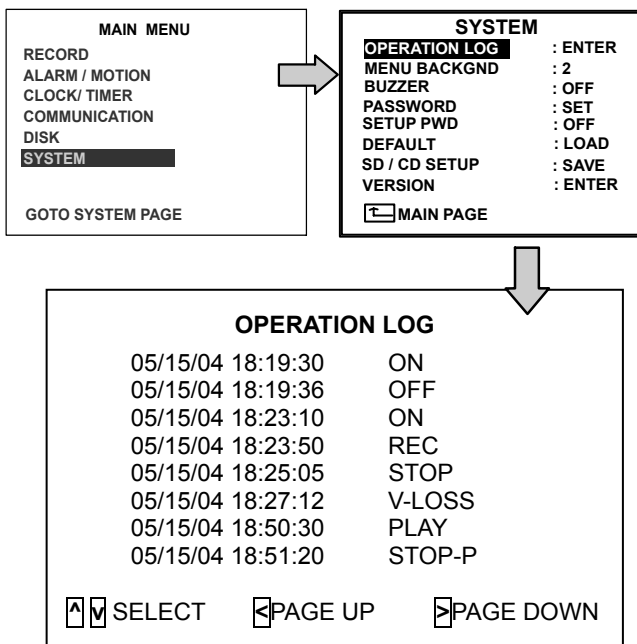 MAIN MENU
RECORD
ALARM / MOTION
CLOCK/ TIMER
COMMUNICATION
DISK
SYSTEM
GOTO SYSTEM PAGE
SYSTEM
OPERATION LOG : ENTER
MENU BACKGND : 2
BUZZER : OFF
PASSWORD : SET
SETUP PWD : OFF
DEFAULT : LOAD
SD / CD SETUP : SAVE
VERSION : ENTER
MAIN PAGE
OPERATION LOG
05/15/04 18:19:30 ON
05/15/04 18:19:36 OFF
05/15/04 18:23:10 ON
05/15/04 18:23:50 REC
05/15/04 18:25:05 STOP
05/15/04 18:27:12 V-LOSS
05/15/04 18:50:30 PLAY
05/15/04 18:51:20 STOP-P
^ v SELECT <PAGE UP >PAGE DOWN